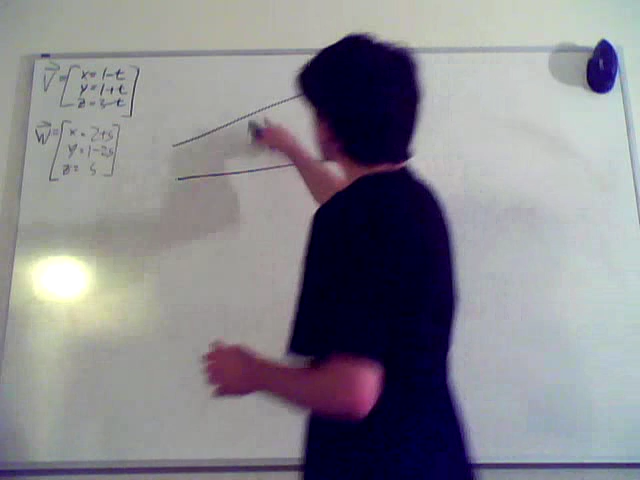 V⃗ = [x = 1-t
y = 1+t
z = 3-t]
W⃗ = [x = 2+s
y = 1-2s
z = s]